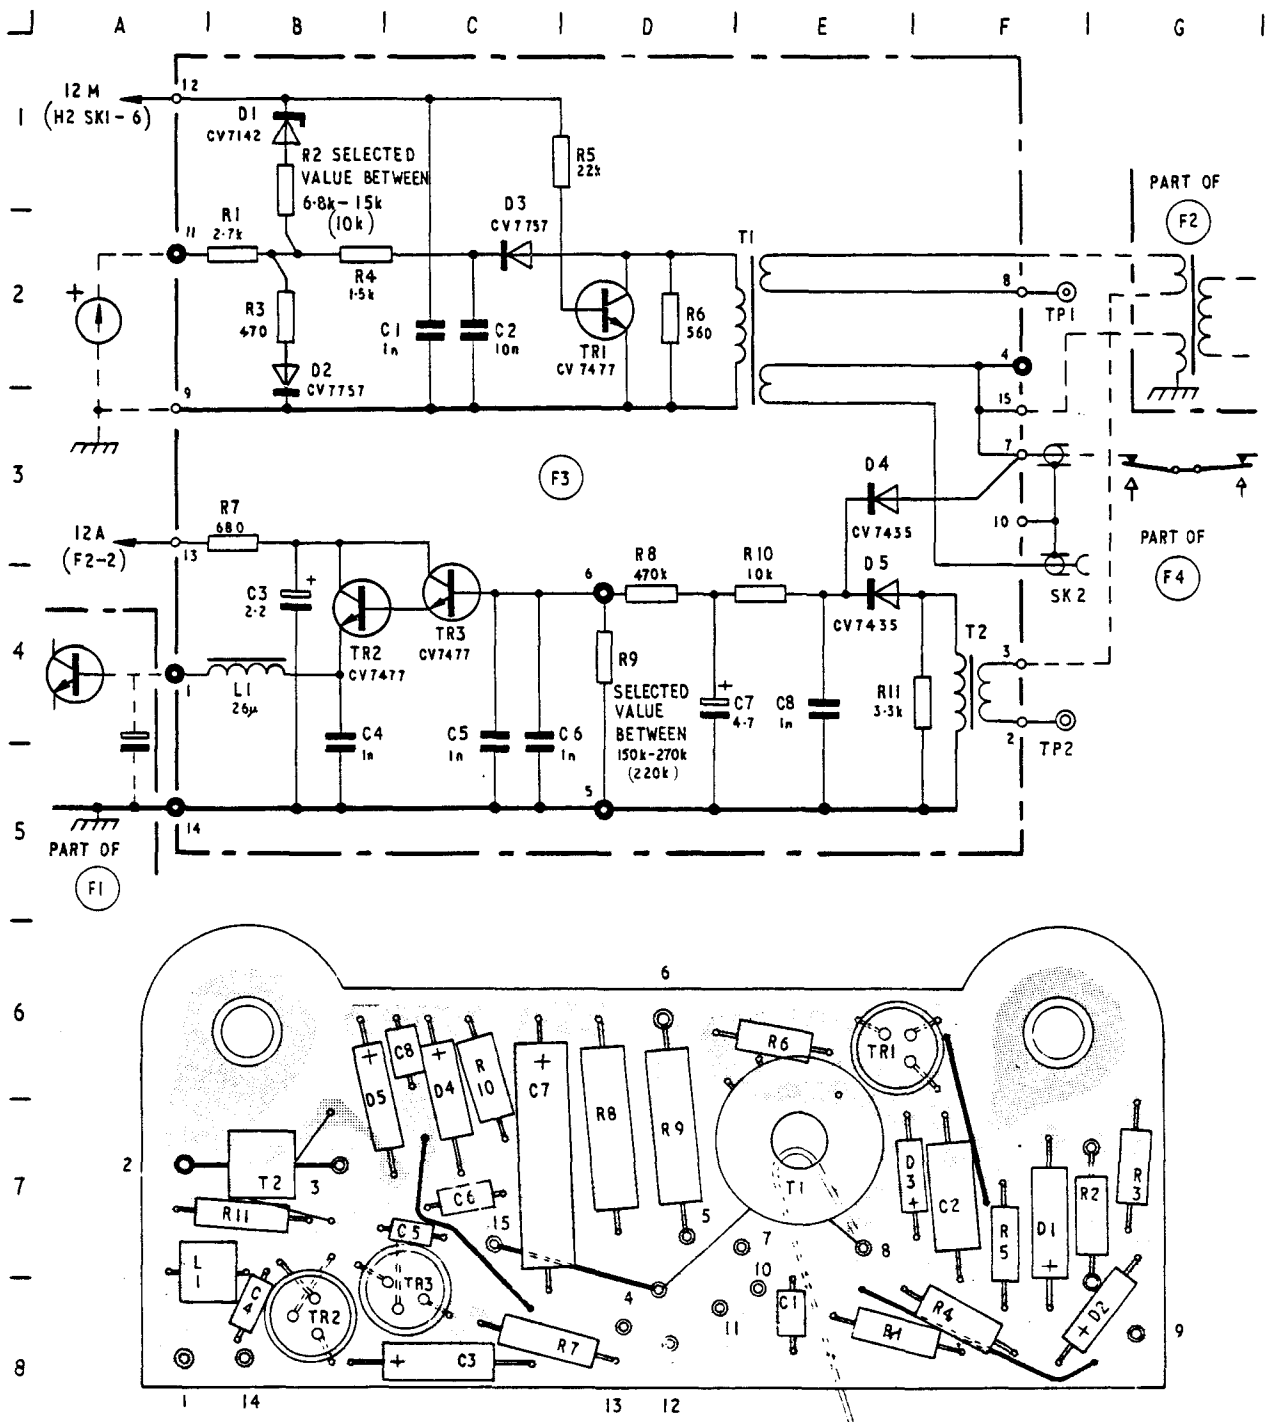 A B C D E F G
1
12 M
(H2 SK1-6)
12
D1
CV7142
R2 SELECTED
VALUE BETWEEN
6·8k-15k
(10k)
R5
22k
D3
CV7757
PART OF
F2
11
R1
2·7k
R4
1·5k
T1
8
TP1
2
+
R3
470
C1
1n
C2
10n
TR1
CV7477
R6
560
4
D2
CV7757
9
15
7
3
F3
D4
CV7435
12A
(F2-2)
13
R7
680
10
PART OF
F4
C3
2·2
+
TR2
CV7477
TR3
CV7477
6
R8
470k
R10
10k
D5
CV7435
SK2
4
1
L1
26µ
R9
SELECTED
VALUE
BETWEEN
150k-270k
(220k)
+
C7
4·7
C8
1n
R11
3·3k
T2
3
2
TP2
C4
1n
C5
1n
C6
1n
5
5
14
PART OF
F1
6
6
+
D5
C8
+
D4
R
10
+
C7
R8
R9
R6
TR1
7
2
T2
3
R11
C6
C5
15
5
T1
7
8
D
3
+
C2
R
5
D1
+
R2
R
3
L
1
C
4
TR2
TR3
4
10
11
C1
R1
R4
+ D2
9
8
+ C3
R7
1 14 13 12